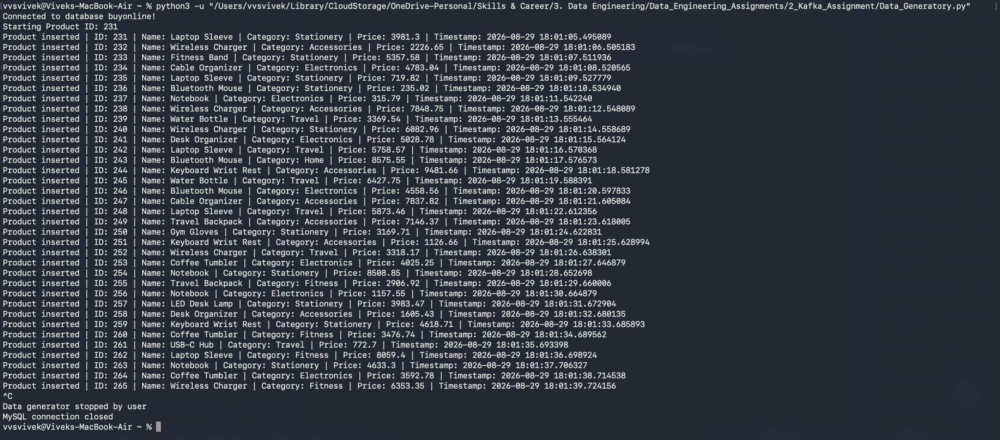 [vvsvivek@Viveks-MacBook-Air ~ % python3 -u "/Users/vvsvivek/Library/CloudStorage/OneDrive-Personal/Skills & Career/3. Data Engineering/Data_Engineering_Assignments/2_Kafka_Assignment/Data_Generatory.py" ]
Connected to database buyonline!
Starting Product ID: 231
Product inserted | ID: 231 | Name: Laptop Sleeve | Category: Stationery | Price: 3981.3 | Timestamp: 2026-08-29 18:01:05.495089
Product inserted | ID: 232 | Name: Wireless Charger | Category: Accessories | Price: 2226.65 | Timestamp: 2026-08-29 18:01:06.505183
Product inserted | ID: 233 | Name: Fitness Band | Category: Stationery | Price: 5357.58 | Timestamp: 2026-08-29 18:01:07.511936
Product inserted | ID: 234 | Name: Cable Organizer | Category: Electronics | Price: 4783.04 | Timestamp: 2026-08-29 18:01:08.520565
Product inserted | ID: 235 | Name: Laptop Sleeve | Category: Stationery | Price: 719.82 | Timestamp: 2026-08-29 18:01:09.527779
Product inserted | ID: 236 | Name: Bluetooth Mouse | Category: Stationery | Price: 235.02 | Timestamp: 2026-08-29 18:01:10.534940
Product inserted | ID: 237 | Name: Notebook | Category: Electronics | Price: 315.79 | Timestamp: 2026-08-29 18:01:11.542240
Product inserted | ID: 238 | Name: Wireless Charger | Category: Accessories | Price: 7848.75 | Timestamp: 2026-08-29 18:01:12.548089
Product inserted | ID: 239 | Name: Water Bottle | Category: Travel | Price: 3369.54 | Timestamp: 2026-08-29 18:01:13.555464
Product inserted | ID: 240 | Name: Wireless Charger | Category: Stationery | Price: 6082.96 | Timestamp: 2026-08-29 18:01:14.558689
Product inserted | ID: 241 | Name: Desk Organizer | Category: Electronics | Price: 5028.78 | Timestamp: 2026-08-29 18:01:15.564124
Product inserted | ID: 242 | Name: Laptop Sleeve | Category: Travel | Price: 5758.57 | Timestamp: 2026-08-29 18:01:16.570368
Product inserted | ID: 243 | Name: Bluetooth Mouse | Category: Home | Price: 8575.55 | Timestamp: 2026-08-29 18:01:17.576573
Product inserted | ID: 244 | Name: Keyboard Wrist Rest | Category: Accessories | Price: 9481.66 | Timestamp: 2026-08-29 18:01:18.581278
Product inserted | ID: 245 | Name: Water Bottle | Category: Travel | Price: 6427.75 | Timestamp: 2026-08-29 18:01:19.588391
Product inserted | ID: 246 | Name: Bluetooth Mouse | Category: Electronics | Price: 4558.56 | Timestamp: 2026-08-29 18:01:20.597833
Product inserted | ID: 247 | Name: Cable Organizer | Category: Accessories | Price: 7837.82 | Timestamp: 2026-08-29 18:01:21.605084
Product inserted | ID: 248 | Name: Laptop Sleeve | Category: Travel | Price: 5873.46 | Timestamp: 2026-08-29 18:01:22.612356
Product inserted | ID: 249 | Name: Travel Backpack | Category: Accessories | Price: 7146.37 | Timestamp: 2026-08-29 18:01:23.618005
Product inserted | ID: 250 | Name: Gym Gloves | Category: Stationery | Price: 3169.71 | Timestamp: 2026-08-29 18:01:24.622831
Product inserted | ID: 251 | Name: Keyboard Wrist Rest | Category: Accessories | Price: 1126.66 | Timestamp: 2026-08-29 18:01:25.628994
Product inserted | ID: 252 | Name: Wireless Charger | Category: Travel | Price: 3318.17 | Timestamp: 2026-08-29 18:01:26.638301
Product inserted | ID: 253 | Name: Coffee Tumbler | Category: Electronics | Price: 4025.25 | Timestamp: 2026-08-29 18:01:27.646879
Product inserted | ID: 254 | Name: Notebook | Category: Stationery | Price: 8508.85 | Timestamp: 2026-08-29 18:01:28.652698
Product inserted | ID: 255 | Name: Travel Backpack | Category: Fitness | Price: 2906.92 | Timestamp: 2026-08-29 18:01:29.660006
Product inserted | ID: 256 | Name: Notebook | Category: Electronics | Price: 1157.55 | Timestamp: 2026-08-29 18:01:30.664879
Product inserted | ID: 257 | Name: LED Desk Lamp | Category: Stationery | Price: 3983.47 | Timestamp: 2026-08-29 18:01:31.672904
Product inserted | ID: 258 | Name: Desk Organizer | Category: Accessories | Price: 1605.43 | Timestamp: 2026-08-29 18:01:32.680135
Product inserted | ID: 259 | Name: Keyboard Wrist Rest | Category: Stationery | Price: 4618.71 | Timestamp: 2026-08-29 18:01:33.685893
Product inserted | ID: 260 | Name: Coffee Tumbler | Category: Fitness | Price: 3476.74 | Timestamp: 2026-08-29 18:01:34.689562
Product inserted | ID: 261 | Name: USB-C Hub | Category: Travel | Price: 772.7 | Timestamp: 2026-08-29 18:01:35.693398
Product inserted | ID: 262 | Name: Laptop Sleeve | Category: Fitness | Price: 8059.4 | Timestamp: 2026-08-29 18:01:36.698924
Product inserted | ID: 263 | Name: Notebook | Category: Stationery | Price: 4633.3 | Timestamp: 2026-08-29 18:01:37.706327
Product inserted | ID: 264 | Name: Coffee Tumbler | Category: Electronics | Price: 3592.78 | Timestamp: 2026-08-29 18:01:38.714538
Product inserted | ID: 265 | Name: Wireless Charger | Category: Fitness | Price: 6353.35 | Timestamp: 2026-08-29 18:01:39.724156
^C
Data generator stopped by user
MySQL connection closed
vvsvivek@Viveks-MacBook-Air ~ %